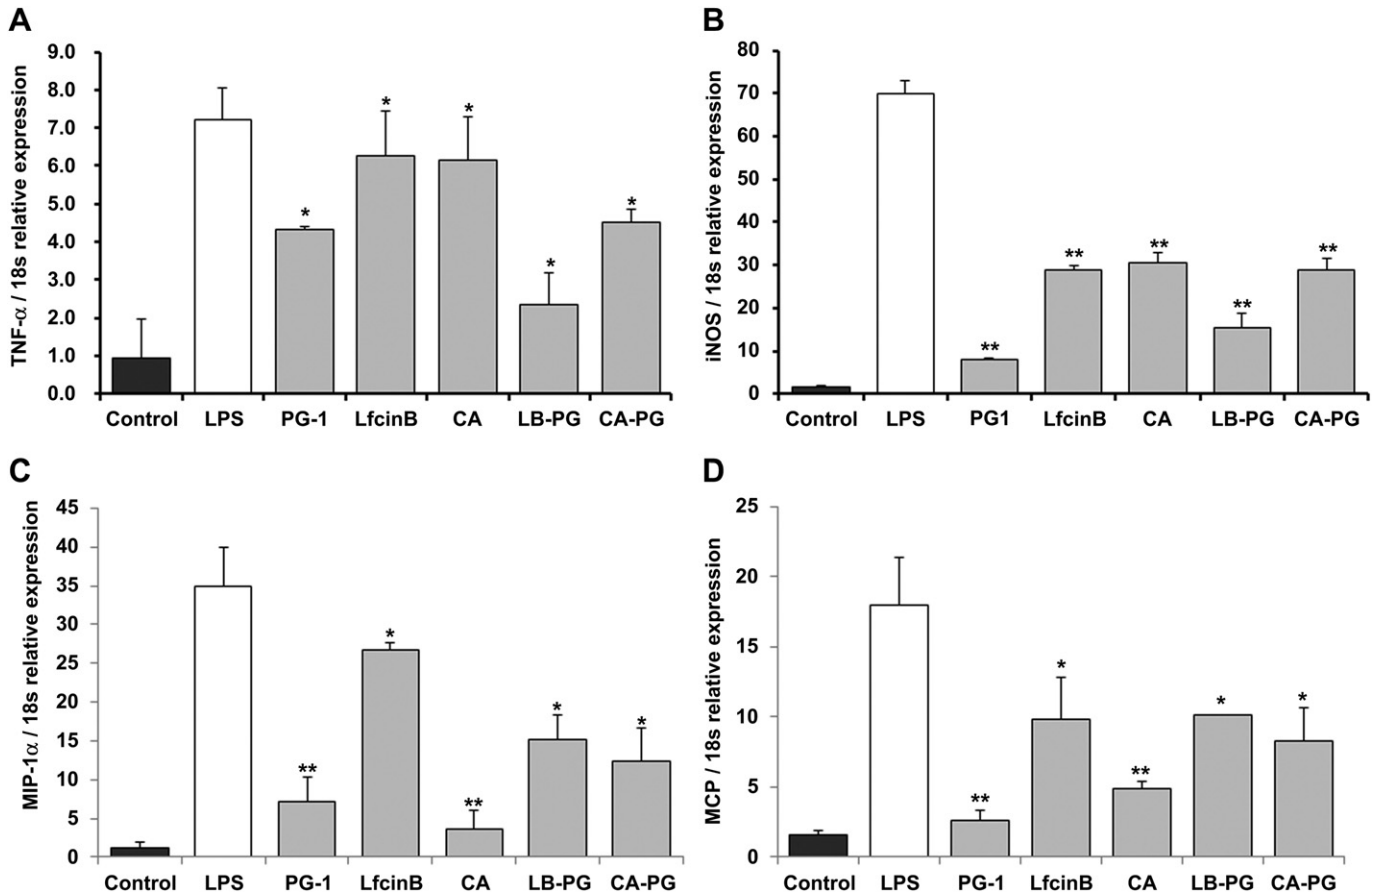 A
TNF-α / 18s relative expression
9.0
8.0
7.0
6.0
5.0
4.0
3.0
2.0
1.0
0.0
* * * * *
Control LPS PG-1 LfcinB CA LB-PG CA-PG
B
iNOS / 18s relative expression
80
70
60
50
40
30
20
10
0
** ** ** ** **
Control LPS PG1 LfcinB CA LB-PG CA-PG
C
MIP-1α / 18s relative expression
45
40
35
30
25
20
15
10
5
0
** * ** * *
Control LPS PG-1 LfcinB CA LB-PG CA-PG
D
MCP / 18s relative expression
25
20
15
10
5
0
** * ** * *
Control LPS PG-1 LfcinB CA LB-PG CA-PG